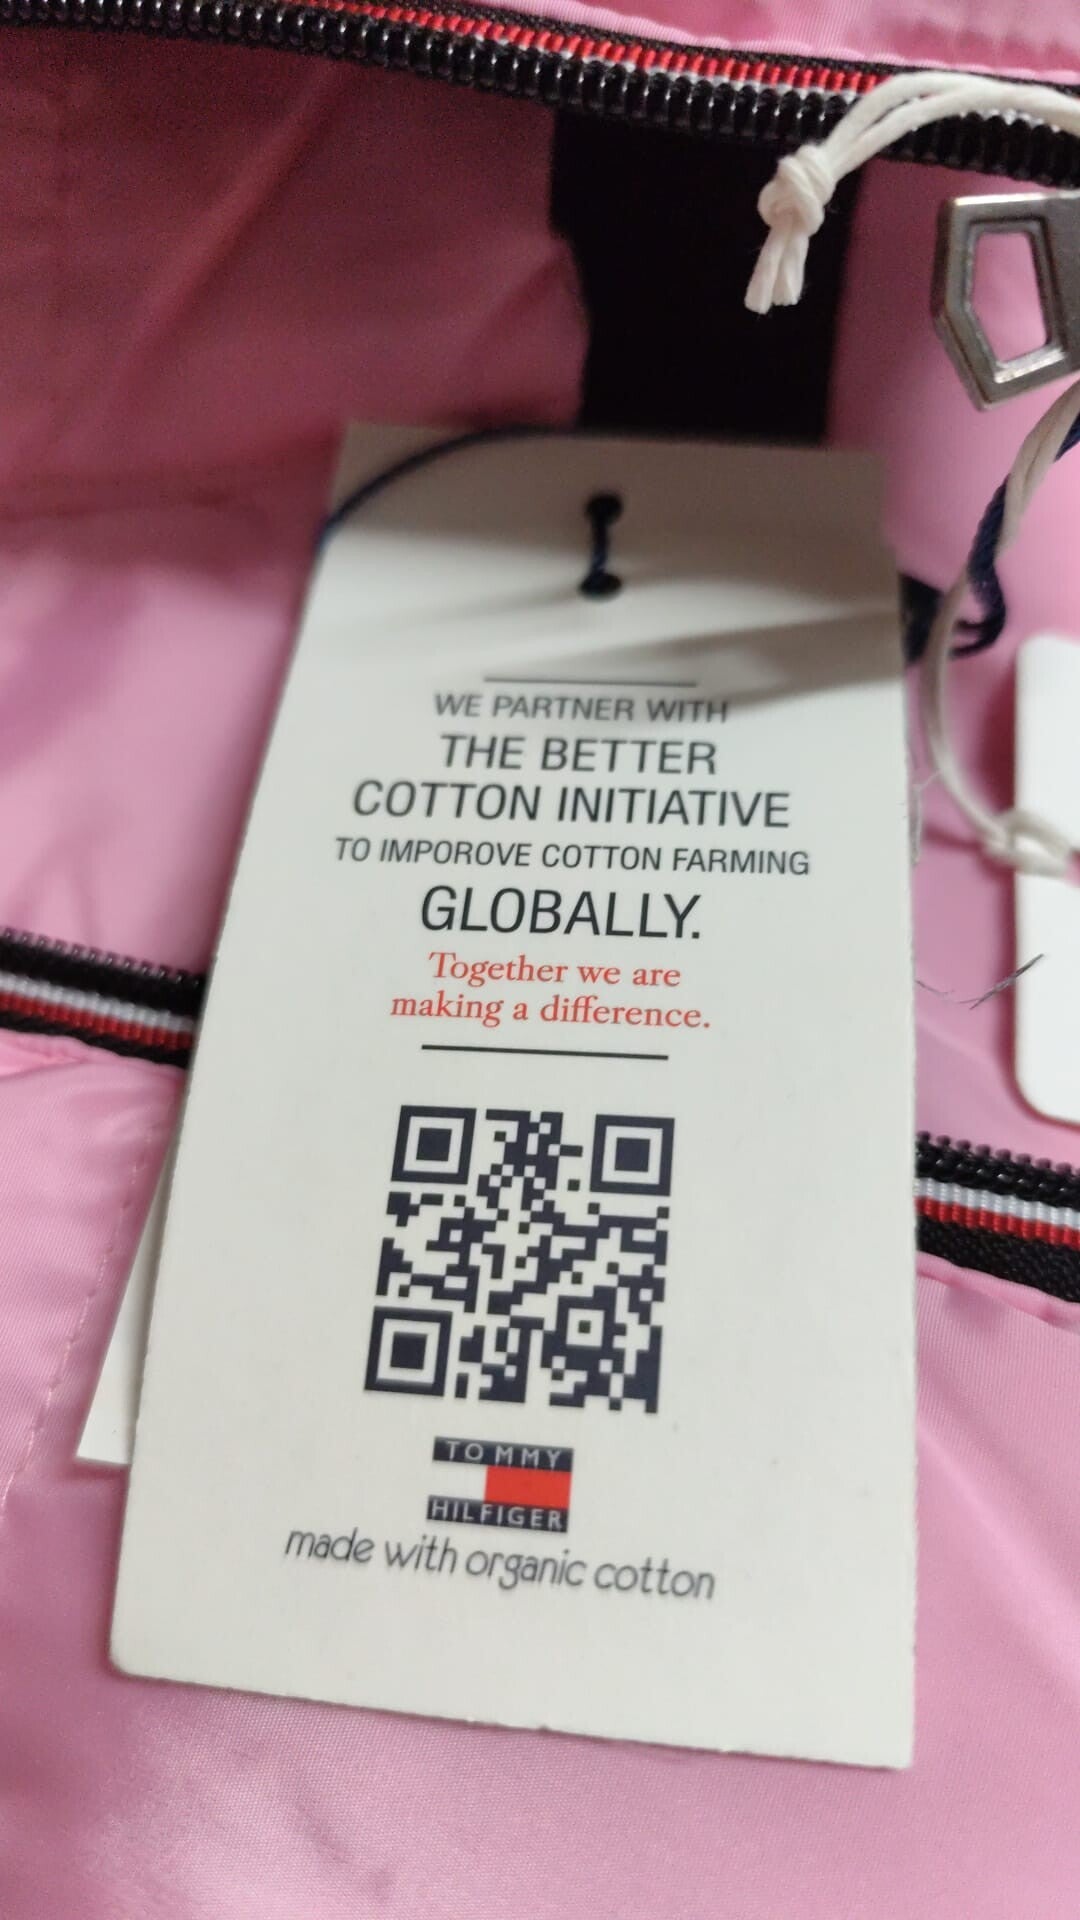 WE PARTNER WITH
THE BETTER
COTTON INITIATIVE
TO IMPOROVE COTTON FARMING
GLOBALLY.
Together we are
making a difference.
TOMMY
HILFIGER
made with organic cotton